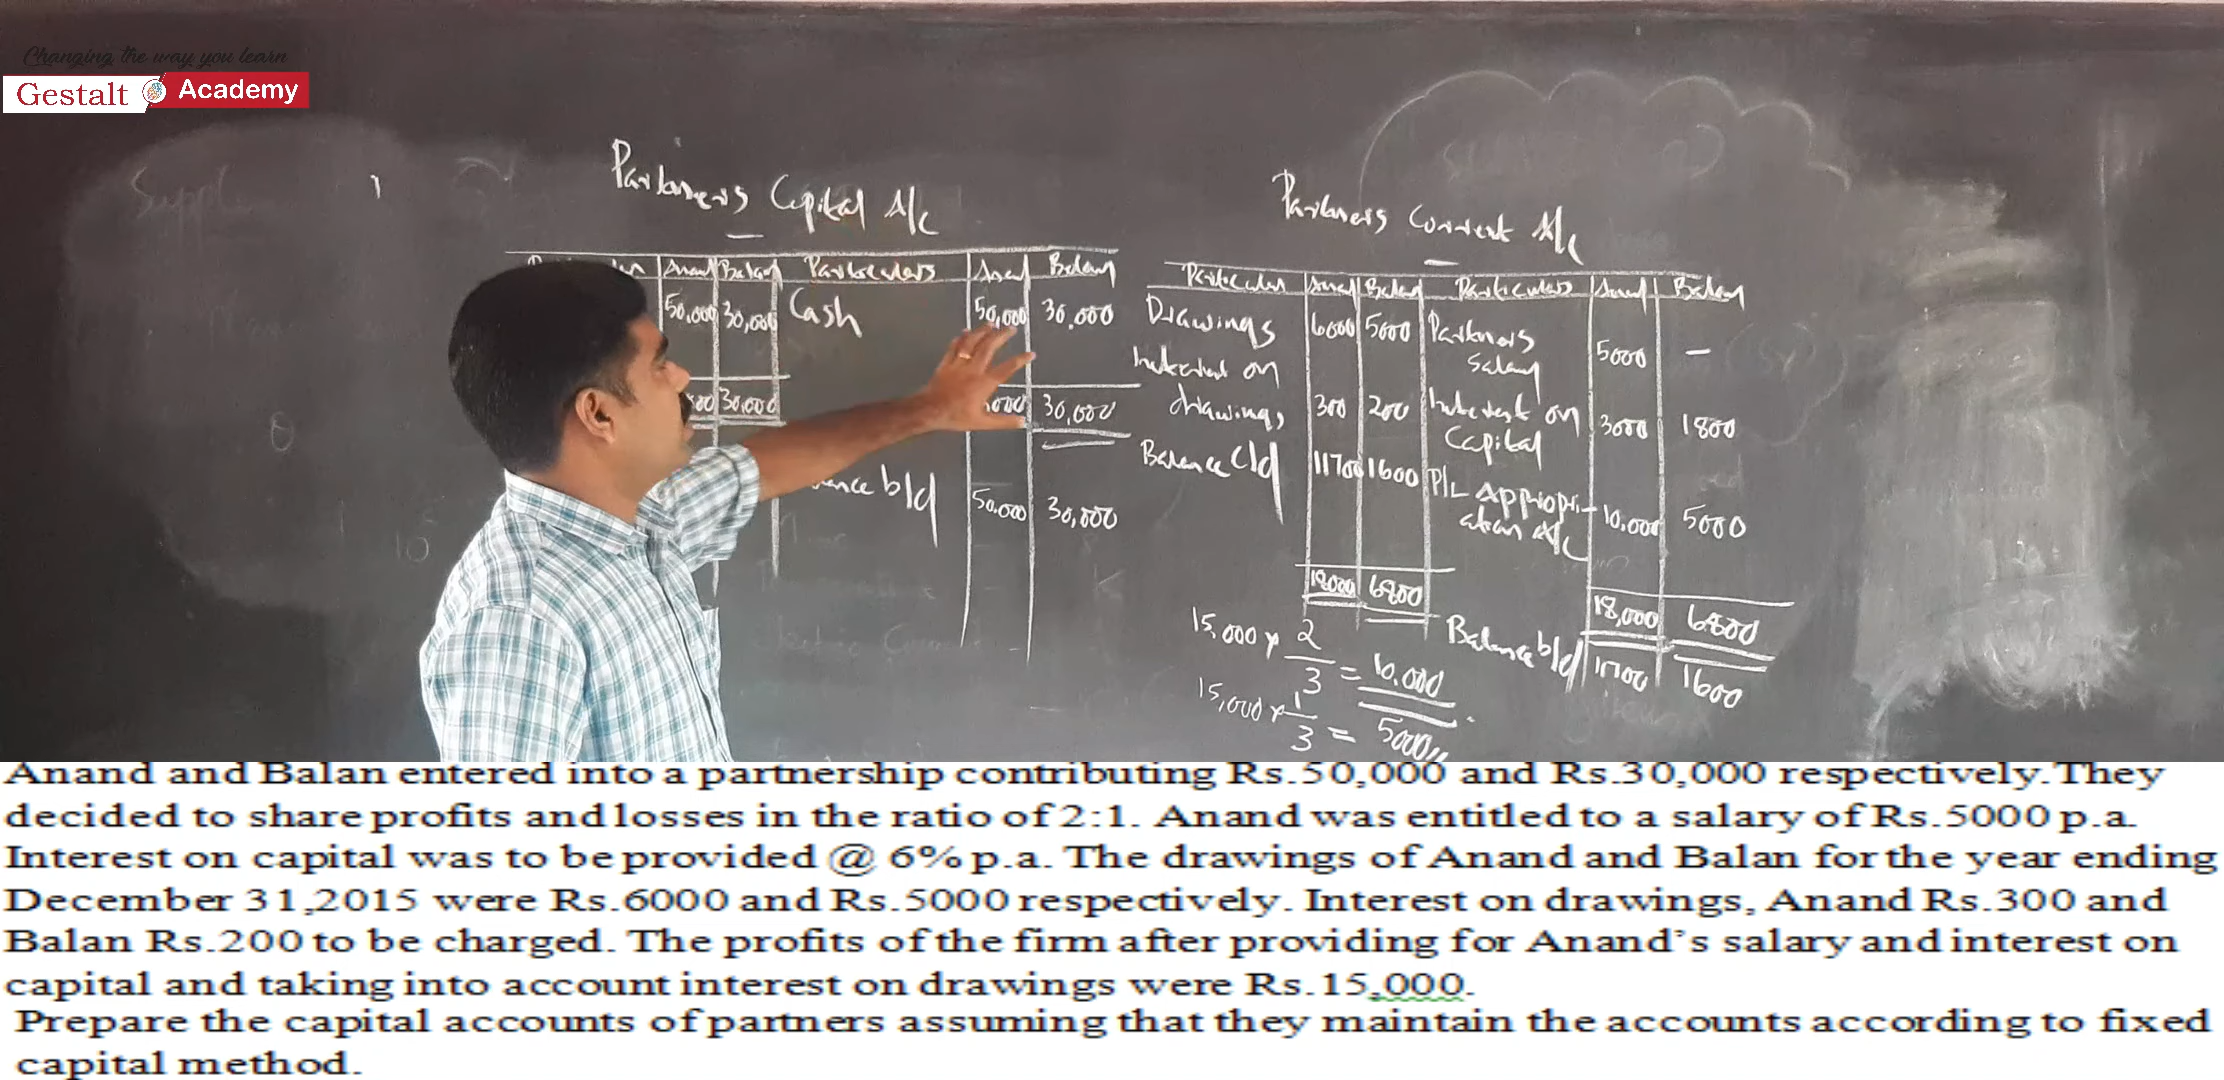 Changing the way you learn
Gestalt Academy
Partners Capital A/c
Anand Balan Particulars Anand Balan
50,000 30,000 Cash 50,000 30,000
30,000 30,000
b/d 50,000 30,000
Partners Current A/c
Particulars Anand Balan Particulars Anand Balan
Drawings 6000 5000 Partners
Salary 5000 —
Interest on
drawings 300 200 Interest on
Capital 3000 1800
Balance c/d 11700 1600 P/L Appropri-
ation A/c 10,000 5000
18000 6800 18,000 6800
Balance b/d 11700 1600
15,000 x 2/3 = 10,000
15,000 x 1/3 = 5000
Anand and Balan entered into a partnership contributing Rs.50,000 and Rs.30,000 respectively.They
decided to share profits and losses in the ratio of 2:1. Anand was entitled to a salary of Rs.5000 p.a.
Interest on capital was to be provided @ 6% p.a. The drawings of Anand and Balan for the year ending
December 31,2015 were Rs.6000 and Rs.5000 respectively. Interest on drawings, Anand Rs.300 and
Balan Rs.200 to be charged. The profits of the firm after providing for Anand's salary and interest on
capital and taking into account interest on drawings were Rs.15,000.
Prepare the capital accounts of partners assuming that they maintain the accounts according to fixed
capital method.